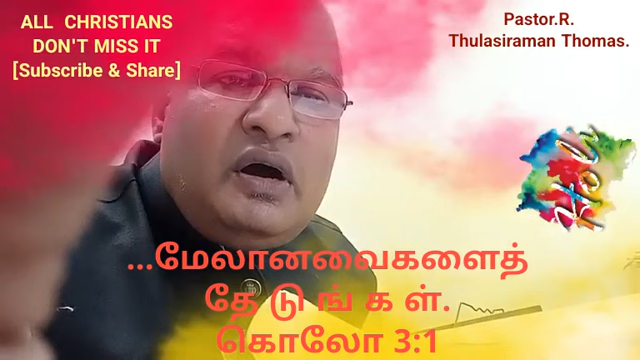 ALL CHRISTIANS
DON'T MISS IT
[Subscribe & Share]
Pastor.R.
Thulasiraman Thomas.
...மேலானவைகளைத்
தே டு ங் க ள்.
கொலோ 3:1